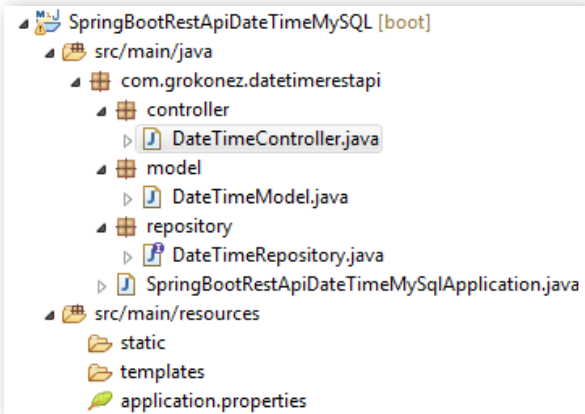 SpringBootRestApiDateTimeMySQL [boot]
src/main/java
com.grokonez.datetimerestapi
controller
DateTimeController.java
model
DateTimeModel.java
repository
DateTimeRepository.java
SpringBootRestApiDateTimeMySqlApplication.java
src/main/resources
static
templates
application.properties